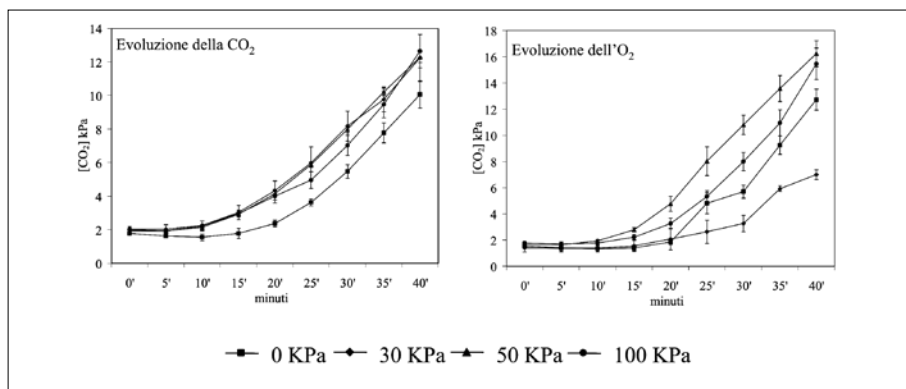 Evoluzione della CO₂
14
12
10
8
6
4
2
0
[CO₂] kPa
0' 5' 10' 15' 20' 25' 30' 35' 40'
minuti
Evoluzione dell'O₂
18
16
14
12
10
8
6
4
2
0
[CO₂] kPa
0' 5' 10' 15' 20' 25' 30' 35' 40'
minuti
0 KPa 30 KPa 50 KPa 100 KPa